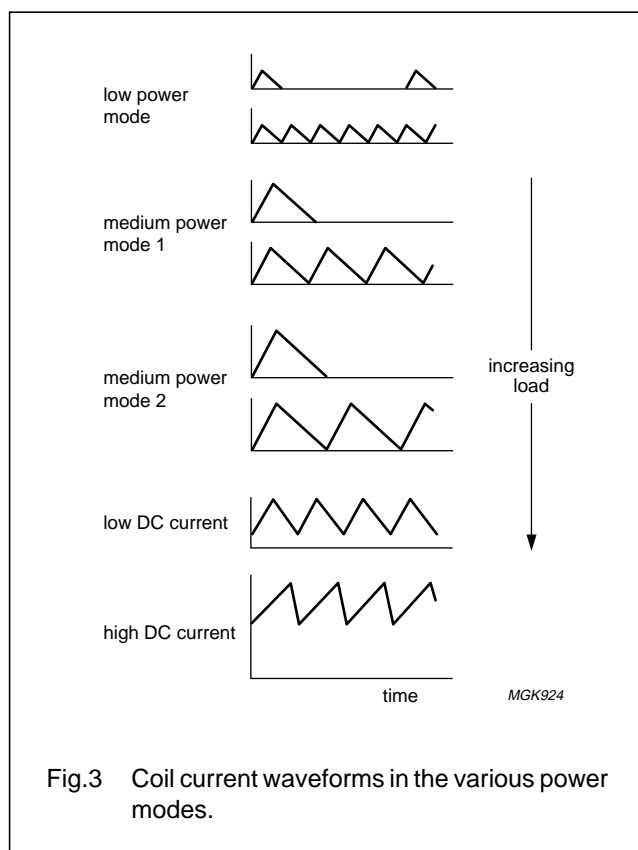 low power
mode
medium power
mode 1
medium power
mode 2
increasing
load
low DC current
high DC current
time
MGK924
Fig.3 Coil current waveforms in the various power
modes.